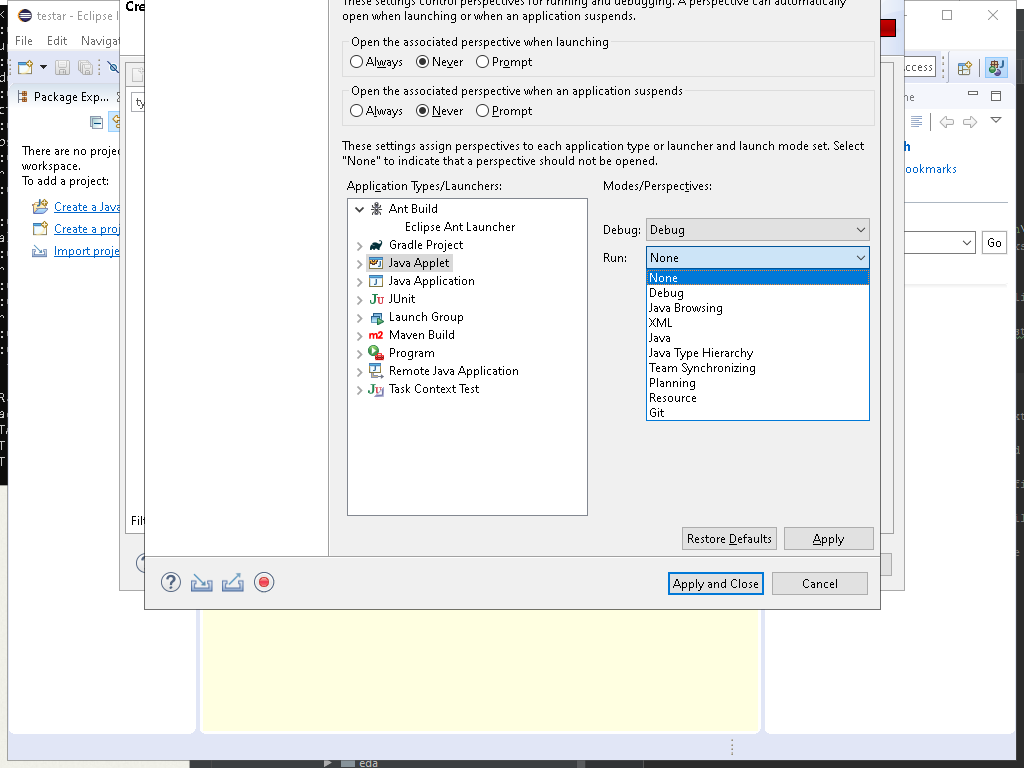 testar - Eclipse I
Cre
These settings control perspectives for running and debugging. A perspective can automatically
open when launching or when an application suspends.
File Edit Navigat
Open the associated perspective when launching
Always Never Prompt
ccess
Open the associated perspective when an application suspends
Package Exp...
ne
ty
Always Never Prompt
There are no proje
workspace.
To add a project:
These settings assign perspectives to each application type or launcher and launch mode set. Select
"None" to indicate that a perspective should not be opened.
h
ookmarks
Application Types/Launchers:
Modes/Perspectives:
Create a Java
Create a proj
Import proje
Ant Build
Eclipse Ant Launcher
Gradle Project
Java Applet
Java Application
JUnit
Launch Group
Maven Build
Program
Remote Java Application
Task Context Test
Debug: Debug
Run: None
Go
None
Debug
Java Browsing
XML
Java
Java Type Hierarchy
Team Synchronizing
Planning
Resource
Git
Filt
Restore Defaults
Apply
Apply and Close
Cancel
eda